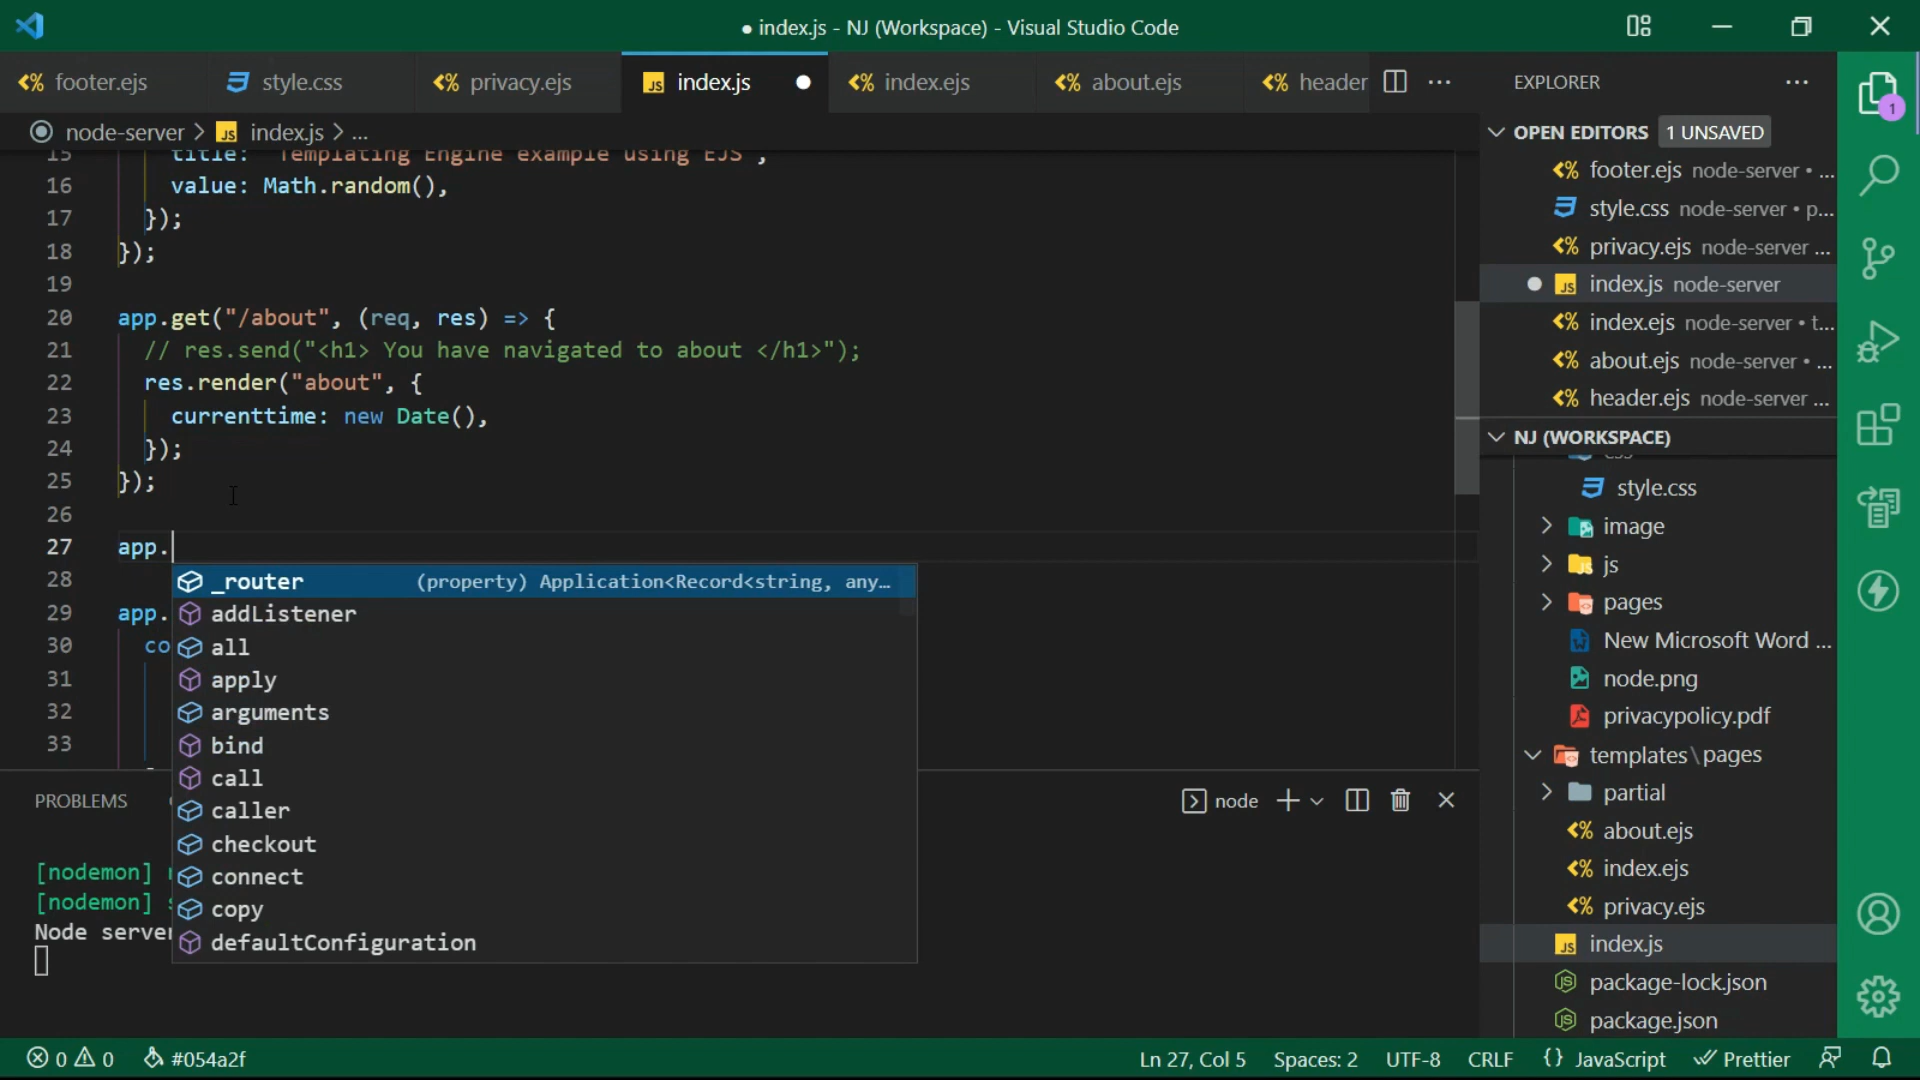 ● index.js - NJ (Workspace) - Visual Studio Code
footer.ejs
style.css
privacy.ejs
index.js
index.ejs
about.ejs
header
node-server > JS index.js > ...
15 title: "Templating Engine example using EJS",
16 value: Math.random(),
17 });
18 });
19
20 app.get("/about", (req, res) => {
21 // res.send("<h1> You have navigated to about </h1>");
22 res.render("about", {
23 currenttime: new Date(),
24 });
25 });
26
27 app.
28
29 app.
30 co
31
32
33
_router (property) Application<Record<string, any...
addListener
all
apply
arguments
bind
call
caller
checkout
connect
copy
defaultConfiguration
PROBLEMS
node
[nodemon]
[nodemon]
Node server
EXPLORER
OPEN EDITORS 1 UNSAVED
footer.ejs node-server • ...
style.css node-server • p...
privacy.ejs node-server ...
JS index.js node-server
index.ejs node-server • t...
about.ejs node-server • ...
header.ejs node-server ...
NJ (WORKSPACE)
css
style.css
image
js
pages
New Microsoft Word ...
node.png
privacypolicy.pdf
templates\pages
partial
about.ejs
index.ejs
privacy.ejs
JS index.js
package-lock.json
package.json
1
0 0 #054a2f
Ln 27, Col 5 Spaces: 2 UTF-8 CRLF {} JavaScript Prettier